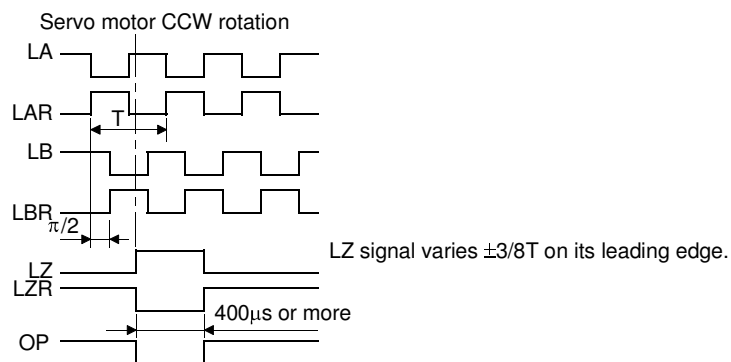 Servo motor CCW rotation
LA
LAR
T
LB
LBR
π/2
LZ signal varies ±3/8T on its leading edge.
LZ
LZR
400μs or more
OP